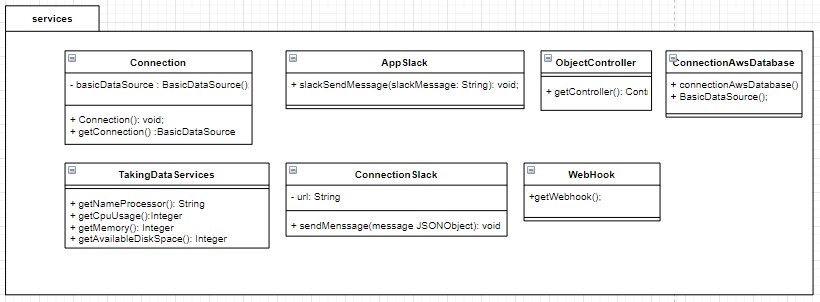 services
Connection
- basicDataSource : BasicDataSource()
+ Connection(): void;
+ getConnection() :BasicDataSource
AppSlack
+ slackSendMessage(slackMessage: String): void;
ObjectController
+ getController(): Cont
ConnectionAwsDatabase
+ connectionAwsDatabase()
+ BasicDataSource();
TakingDataServices
+ getNameProcessor(): String
+ getCpuUsage():Integer
+ getMemory(): Integer
+ getAvailableDiskSpace(): Integer
ConnectionSlack
- url: String
+ sendMenssage(message JSONObject): void
WebHook
+getWebhook();